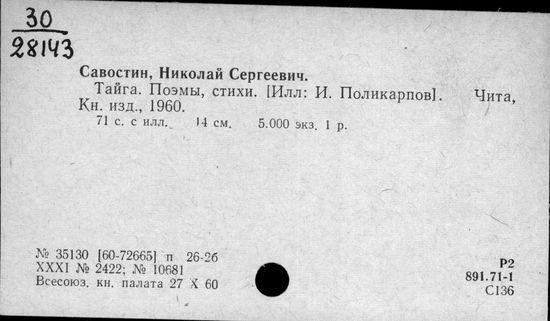 30
28143
Савостин, Николай Сергеевич.
Тайга. Поэмы, стихи. [Илл: И. Поликарпов]. Чита,
Кн. изд., 1960.
71 с. с илл. 14 см. 5.000 экз. 1 р.
№ 35130 [60-72665] п 26-2б
XXXI № 2422; № 10681
Всесоюз. кн. палата 27 X 60
Р2
891.71-1
С136